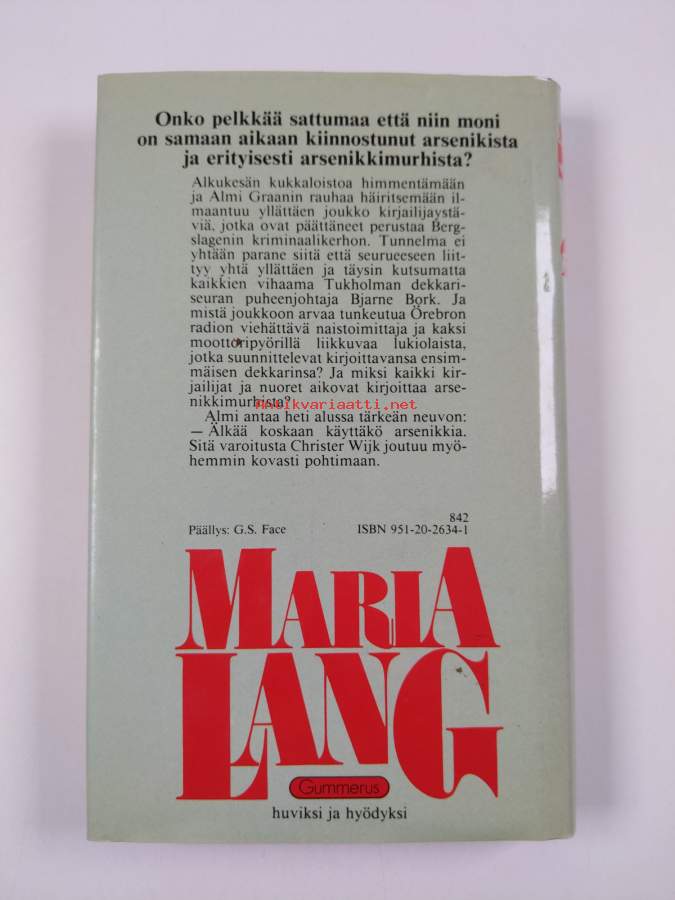 Onko pelkkää sattumaa että niin moni
on samaan aikaan kiinnostunut arsenikista
ja erityisesti arsenikkimurhista?
Alkukesän kukkaloistoa himmentämään
ja Almi Graanin rauhaa häiritsemään il-
maantuu yllättäen joukko kirjailijaystä-
viä, jotka ovat päättäneet perustaa Berg-
slagenin kriminaalikerhon. Tunnelma ei
yhtään parane siitä että seurueeseen liit-
tyy yhtä yllättäen ja täysin kutsumatta
kaikkien vihaama Tukholman dekkari-
seuran puheenjohtaja Bjarne Bork. Ja
mistä joukkoon arvaa tunkeutua Örebron
radion viehättävä naistoimittaja ja kaksi
moottoripyörillä liikkuvaa lukiolaista,
jotka suunnittelevat kirjoittavansa ensim-
mäisen dekkarinsa? Ja miksi kaikki kir-
jailijat ja nuoret aikovat kirjoittaa arse-
nikkimurhista?
Antikvariaatti.net
Almi antaa heti alussa tärkeän neuvon:
— Älkää koskaan käyttäkö arsenikkia.
Sitä varoitusta Christer Wijk joutuu myö-
hemmin kovasti pohtimaan.
842
Päällys: G.S. Face ISBN 951-20-2634-1
MARIA
LANG
Gummerus
huviksi ja hyödyksi